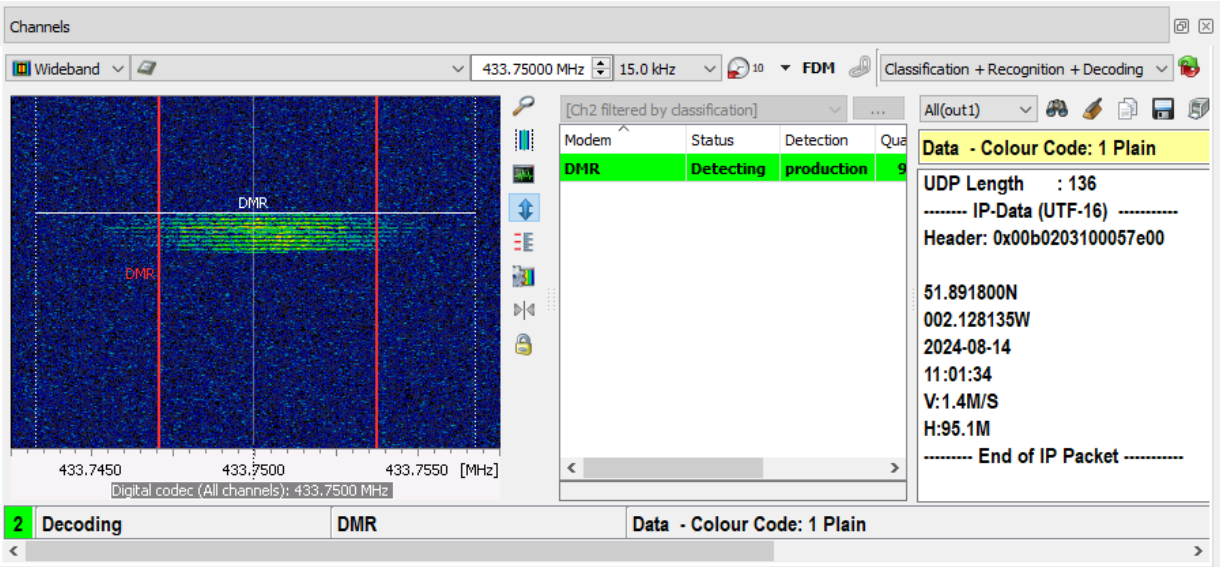 Channels
Wideband 433.75000 MHz 15.0 kHz 10 FDM Classification + Recognition + Decoding
[Ch2 filtered by classification] ... All(out1)
Modem Status Detection Qua
DMR Detecting production 9
Data - Colour Code: 1 Plain
UDP Length : 136
-------- IP-Data (UTF-16) -----------
Header: 0x00b0203100057e00
51.891800N
002.128135W
2024-08-14
11:01:34
V:1.4M/S
H:95.1M
--------- End of IP Packet -----------
DMR
DMR
433.7450 433.7500 433.7550 [MHz]
Digital codec (All channels): 433.7500 MHz
2 Decoding DMR Data - Colour Code: 1 Plain